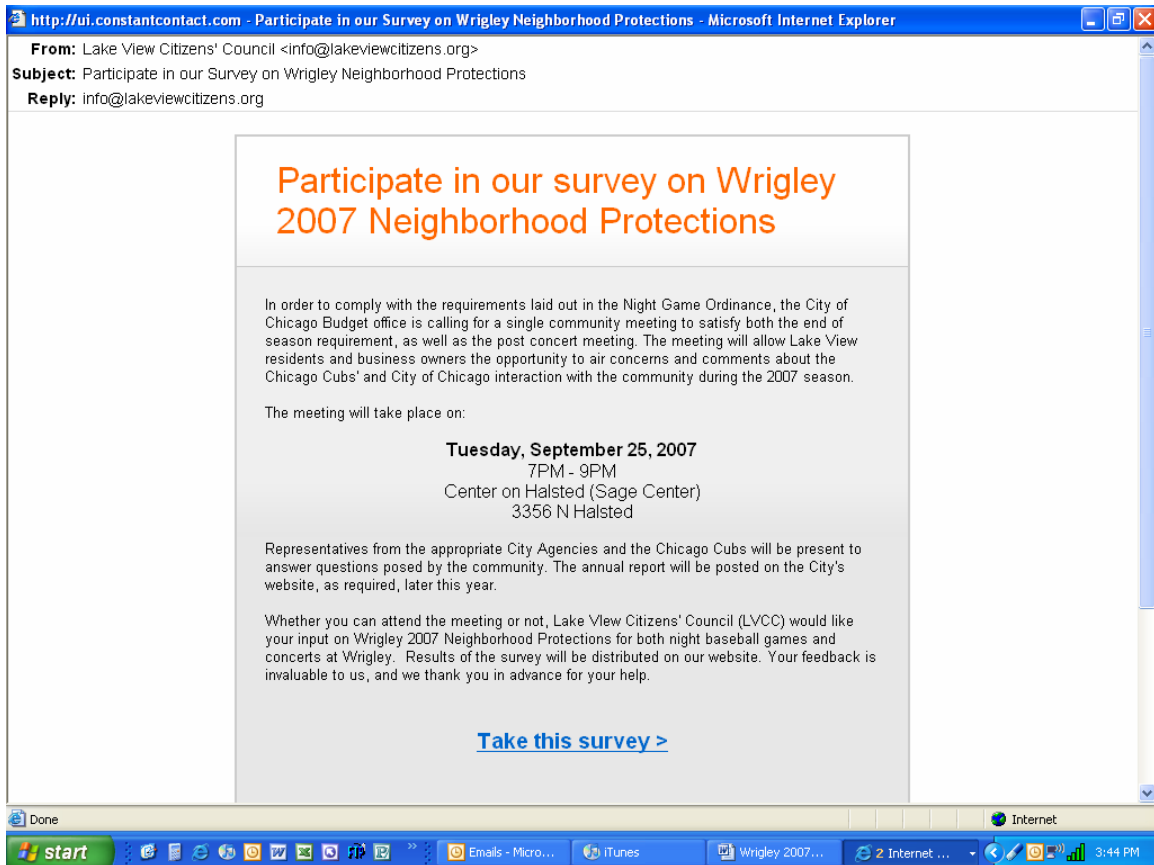 http://ui.constantcontact.com - Participate in our Survey on Wrigley Neighborhood Protections - Microsoft Internet Explorer
From: Lake View Citizens' Council <info@lakeviewcitizens.org>
Subject: Participate in our Survey on Wrigley Neighborhood Protections
Reply: info@lakeviewcitizens.org
Participate in our survey on Wrigley
2007 Neighborhood Protections
In order to comply with the requirements laid out in the Night Game Ordinance, the City of
Chicago Budget office is calling for a single community meeting to satisfy both the end of
season requirement, as well as the post concert meeting. The meeting will allow Lake View
residents and business owners the opportunity to air concerns and comments about the
Chicago Cubs' and City of Chicago interaction with the community during the 2007 season.
The meeting will take place on:
Tuesday, September 25, 2007
7PM - 9PM
Center on Halsted (Sage Center)
3356 N Halsted
Representatives from the appropriate City Agencies and the Chicago Cubs will be present to
answer questions posed by the community. The annual report will be posted on the City's
website, as required, later this year.
Whether you can attend the meeting or not, Lake VIew Citizens' Council (LVCC) would like
your input on Wrigley 2007 Neighborhood Protections for both night baseball games and
concerts at Wrigley.  Results of the survey will be distributed on our website. Your feedback is
invaluable to us, and we thank you in advance for your help.
Take this survey >
Done
Internet
start
Emails - Micro...
iTunes
Wrigley 2007...
2 Internet ...
3:44 PM